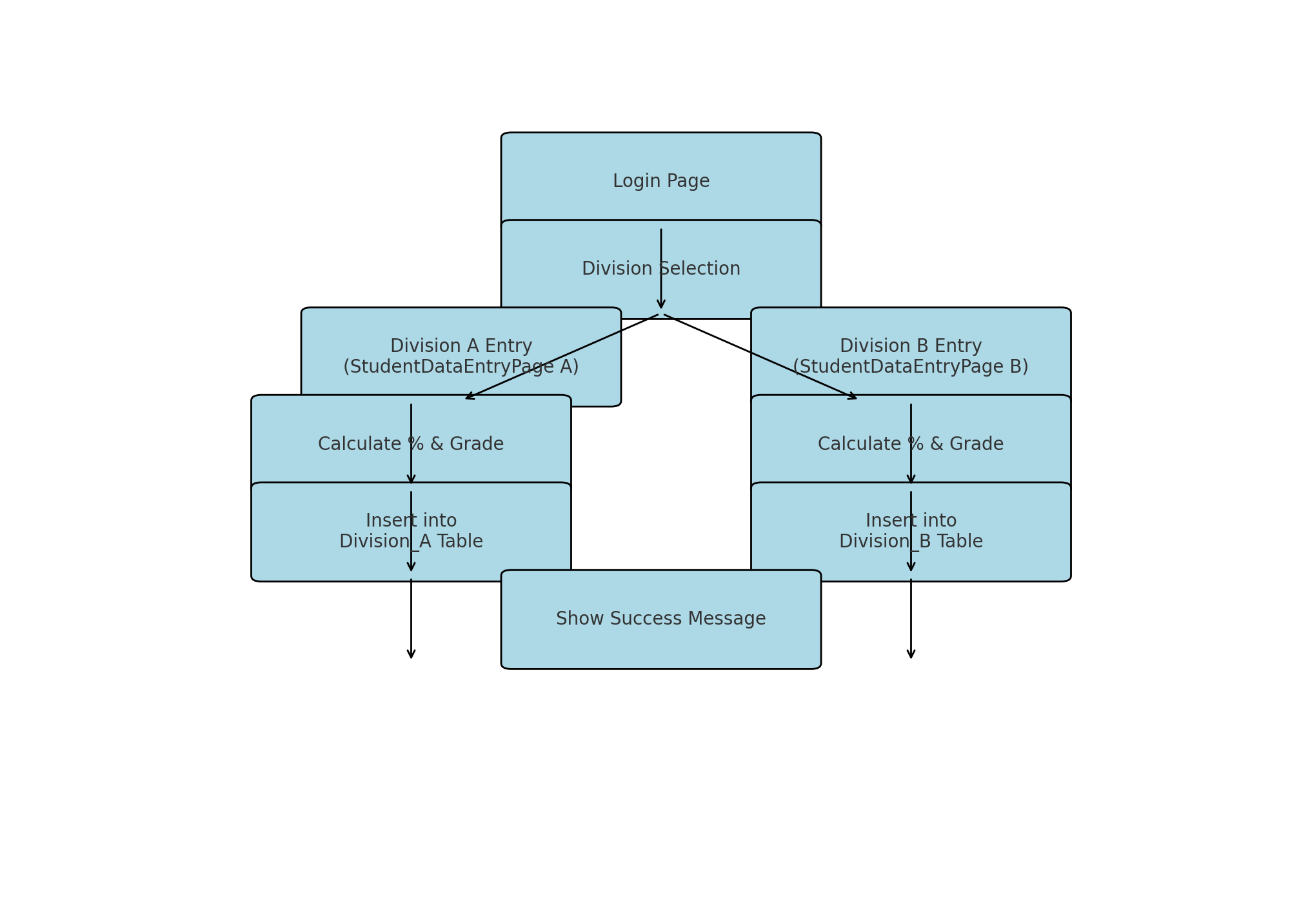 Login Page
Division Selection
Division A Entry
(StudentDataEntryPage A)
Division B Entry
(StudentDataEntryPage B)
Calculate % & Grade
Calculate % & Grade
Insert into
Division_A Table
Insert into
Division_B Table
Show Success Message